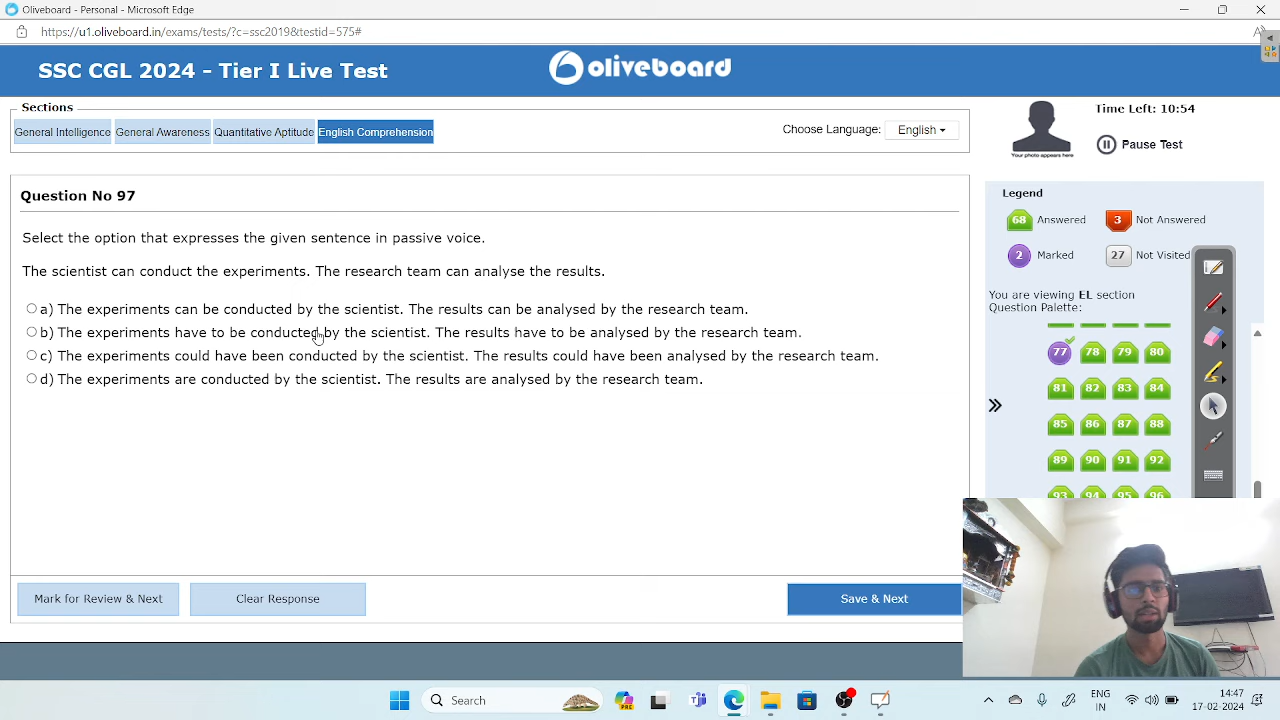 Oliveboard - Personal - Microsoft Edge
https://u1.oliveboard.in/exams/tests/?c=ssc2019&testid=575#
SSC CGL 2024 - Tier I Live Test
oliveboard
Sections
General Intelligence
General Awareness
Quantitative Aptitude
English Comprehension
Choose Language:
English
Your photo appears here
Time Left: 10:54
Pause Test
Question No 97
Select the option that expresses the given sentence in passive voice.
The scientist can conduct the experiments. The research team can analyse the results.
a) The experiments can be conducted by the scientist. The results can be analysed by the research team.
b) The experiments have to be conducted by the scientist. The results have to be analysed by the research team.
c) The experiments could have been conducted by the scientist. The results could have been analysed by the research team.
d) The experiments are conducted by the scientist. The results are analysed by the research team.
Mark for Review & Next
Clear Response
Save & Next
Legend
68 Answered
3 Not Answered
2 Marked
27 Not Visited
You are viewing EL section
Question Palette:
77 78 79 80
81 82 83 84
85 86 87 88
89 90 91 92
93 94 95 96
Search
PRE
ENG
IN
14:47
17-02-2024